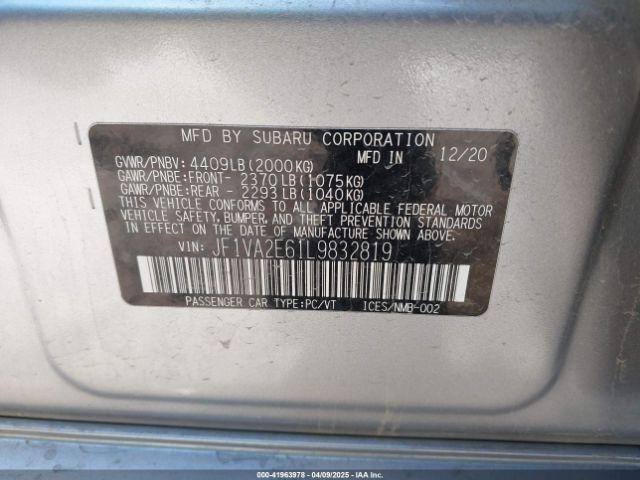 MFD BY SUBARU CORPORATION
GVWR/PNBV: 4409LB(2000KG) MFD IN 12/20
GAWR/PNBE:FRONT- 2370LB(1075KG)
GAWR/PNBE:REAR - 2293LB(1040KG)
THIS VEHICLE CONFORMS TO ALL APPLICABLE FEDERAL MOTOR
VEHICLE SAFETY, BUMPER, AND THEFT PREVENTION STANDARDS
IN EFFECT ON THE DATE OF MANUFACTURE SHOWN ABOVE.
VIN: JF1VA2E61L9832819
PASSENGER CAR TYPE:PC/VT ICES/NMB-002
© (000)-41963978 - 04/09/2025 - IAAI.COM